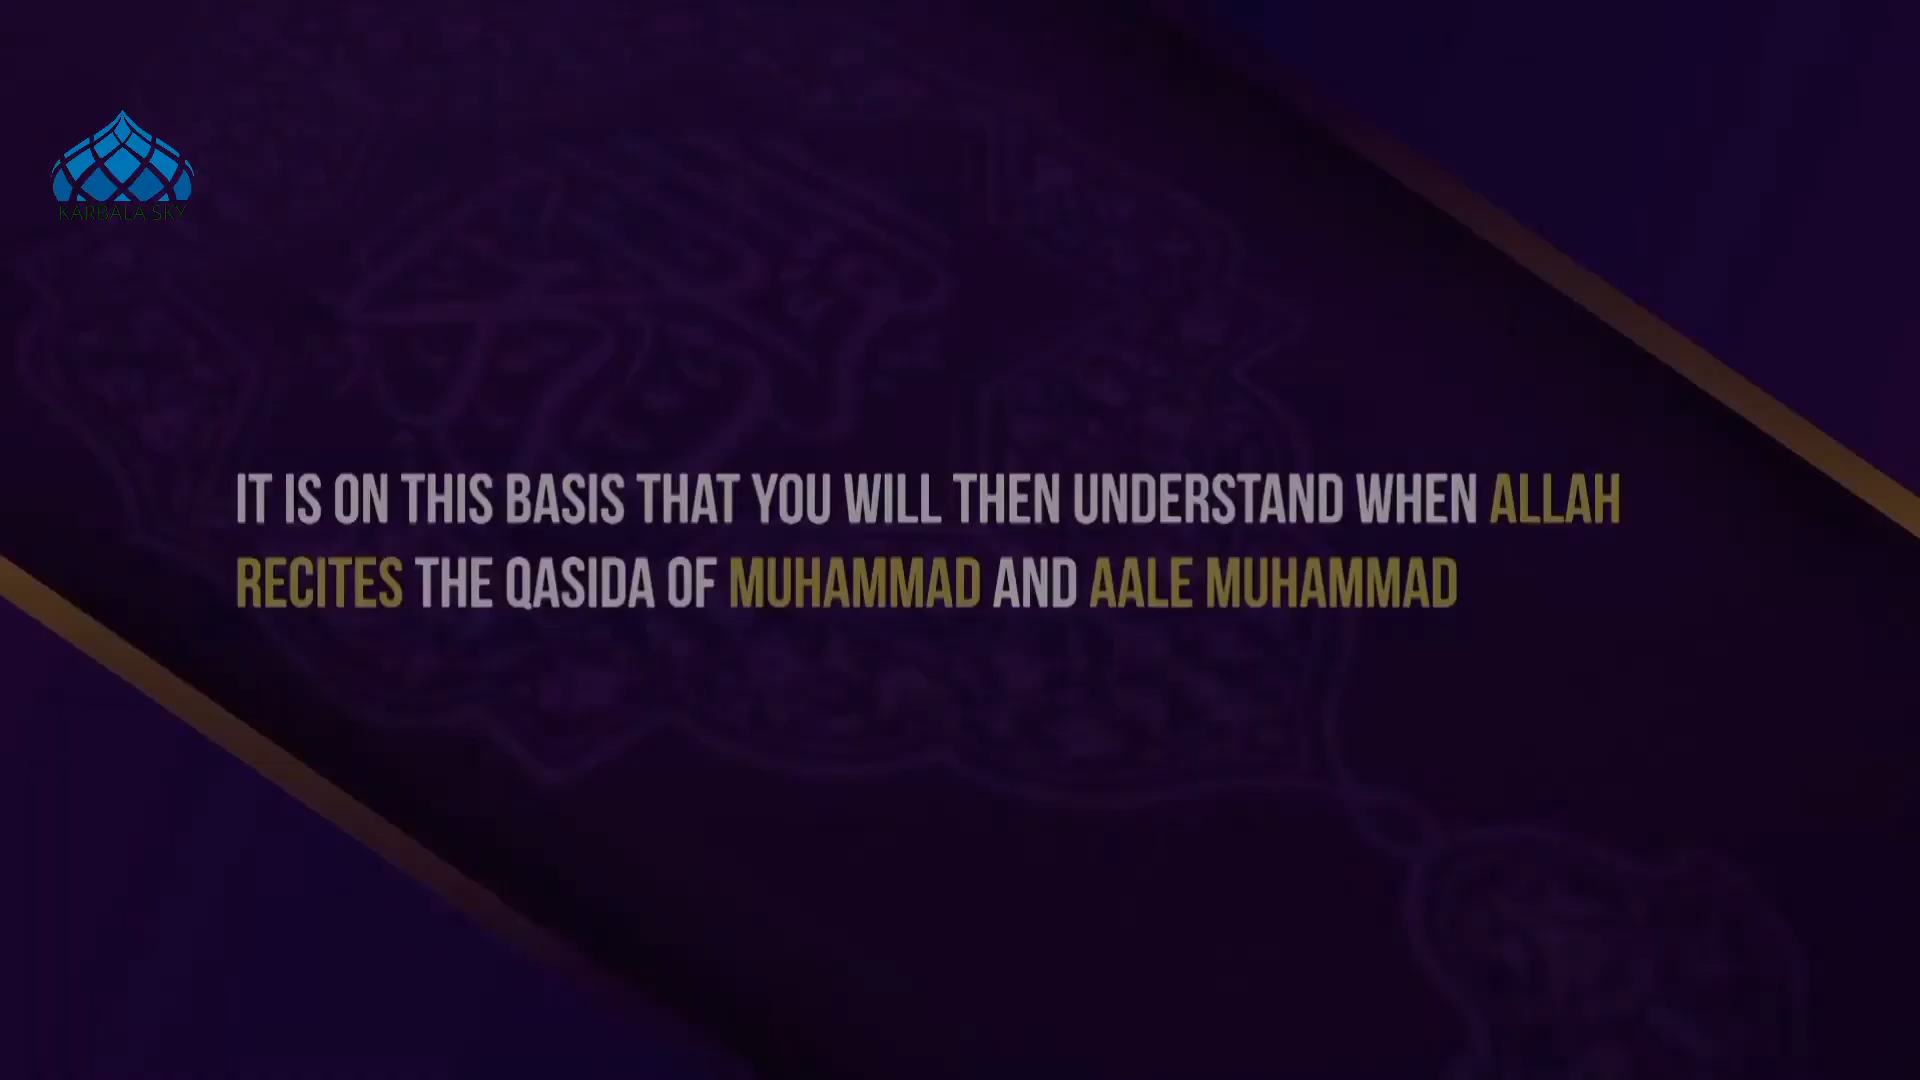 KARBALA SKY
IT IS ON THIS BASIS THAT YOU WILL THEN UNDERSTAND WHEN ALLAH
RECITES THE QASIDA OF MUHAMMAD AND AALE MUHAMMAD